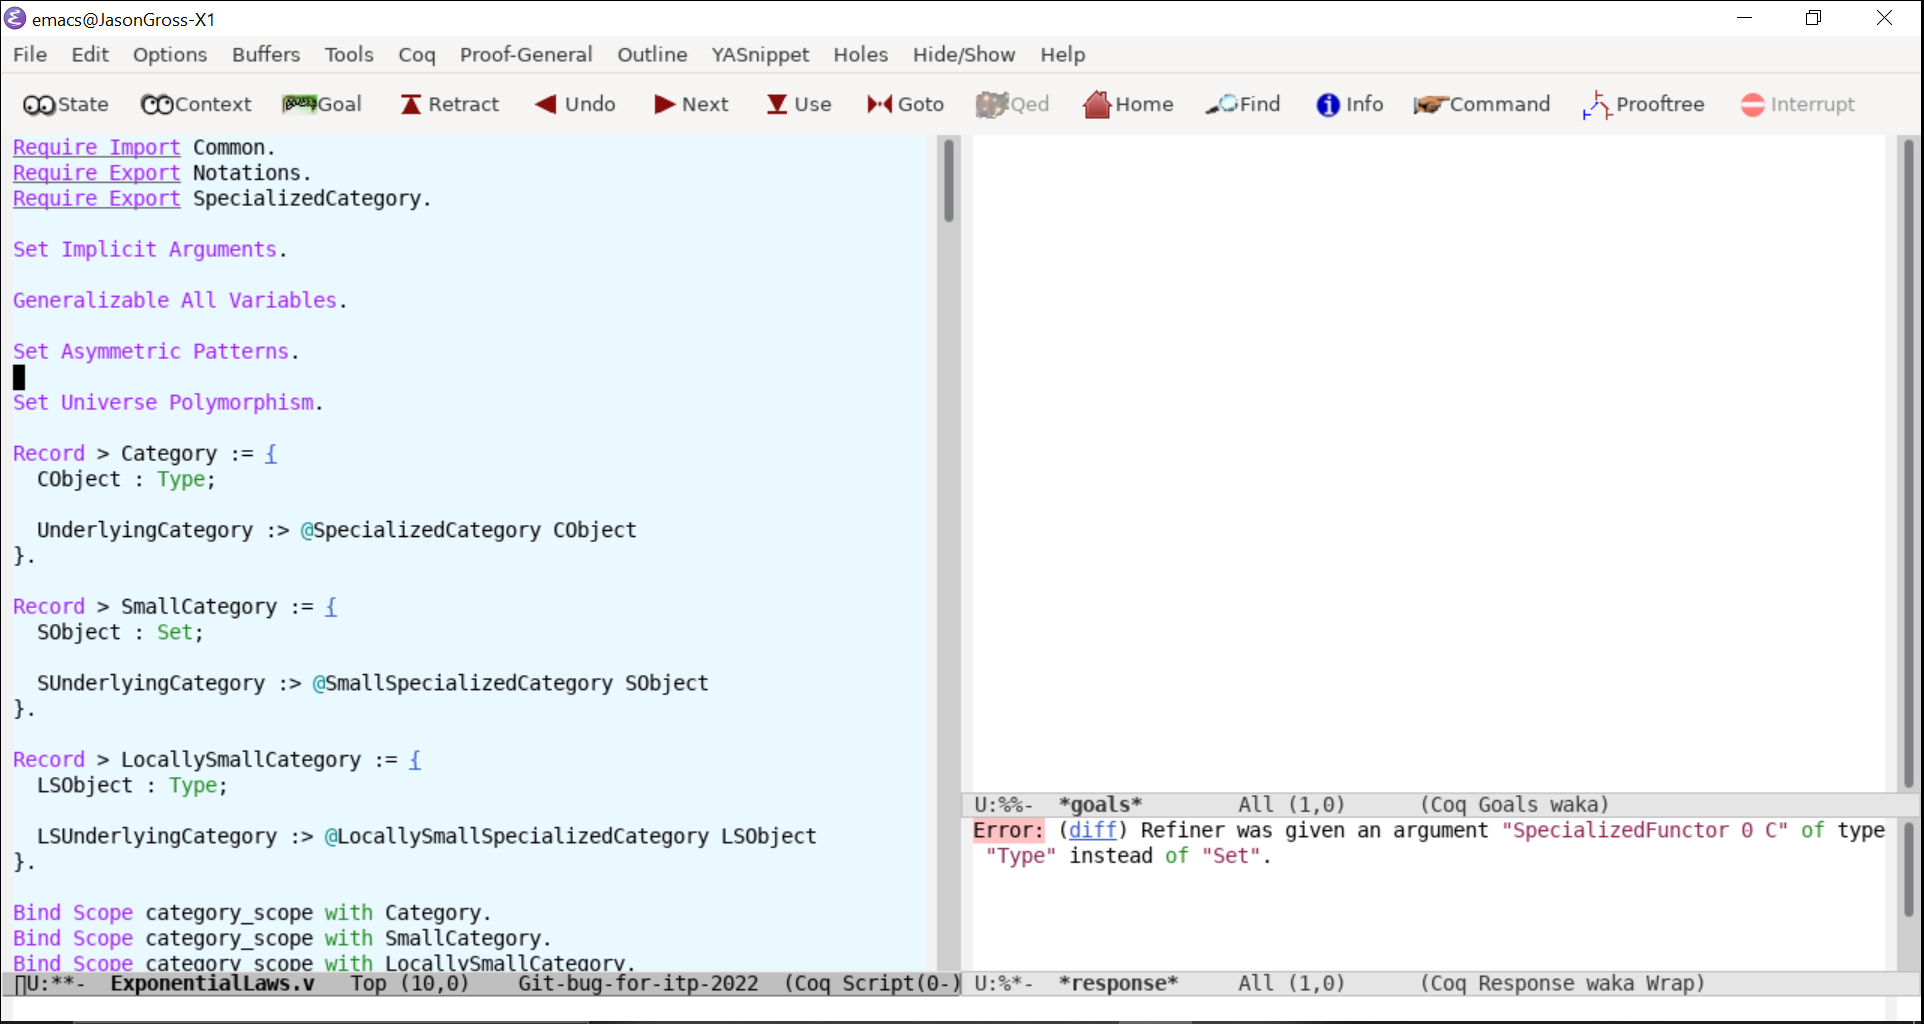 emacs@JasonGross-X1
File Edit Options Buffers Tools Coq Proof-General Outline YASnippet Holes Hide/Show Help
State Context Goal Retract Undo Next Use Goto Qed Home Find Info Command Prooftree Interrupt
Require Import Common.
Require Export Notations.
Require Export SpecializedCategory.
Set Implicit Arguments.
Generalizable All Variables.
Set Asymmetric Patterns.
Set Universe Polymorphism.
Record > Category := {
  CObject : Type;
  UnderlyingCategory :> @SpecializedCategory CObject
}.
Record > SmallCategory := {
  SObject : Set;
  SUnderlyingCategory :> @SmallSpecializedCategory SObject
}.
Record > LocallySmallCategory := {
  LSObject : Type;
  LSUnderlyingCategory :> @LocallySmallSpecializedCategory LSObject
}.
Bind Scope category_scope with Category.
Bind Scope category_scope with SmallCategory.
Bind Scope category_scope with LocallySmallCategory.
U:**-  ExponentialLaws.v   Top (10,0)    Git-bug-for-itp-2022  (Coq Script(0-)
U:%%-  *goals*        All (1,0)      (Coq Goals waka)
Error: (diff) Refiner was given an argument "SpecializedFunctor 0 C" of type
 "Type" instead of "Set".
U:%*-  *response*     All (1,0)      (Coq Response waka Wrap)